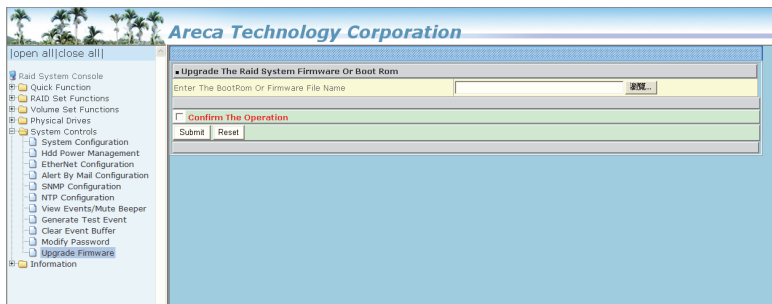 Areca Technology Corporation
|open all|close all|
Raid System Console
Quick Function
RAID Set Functions
Volume Set Functions
Physical Drives
System Controls
System Configuration
Hdd Power Management
EtherNet Configuration
Alert By Mail Configuration
SNMP Configuration
NTP Configuration
View Events/Mute Beeper
Generate Test Event
Clear Event Buffer
Modify Password
Upgrade Firmware
Information
Upgrade The Raid System Firmware Or Boot Rom
Enter The BootRom Or Firmware File Name
瀏覽...
Confirm The Operation
Submit Reset